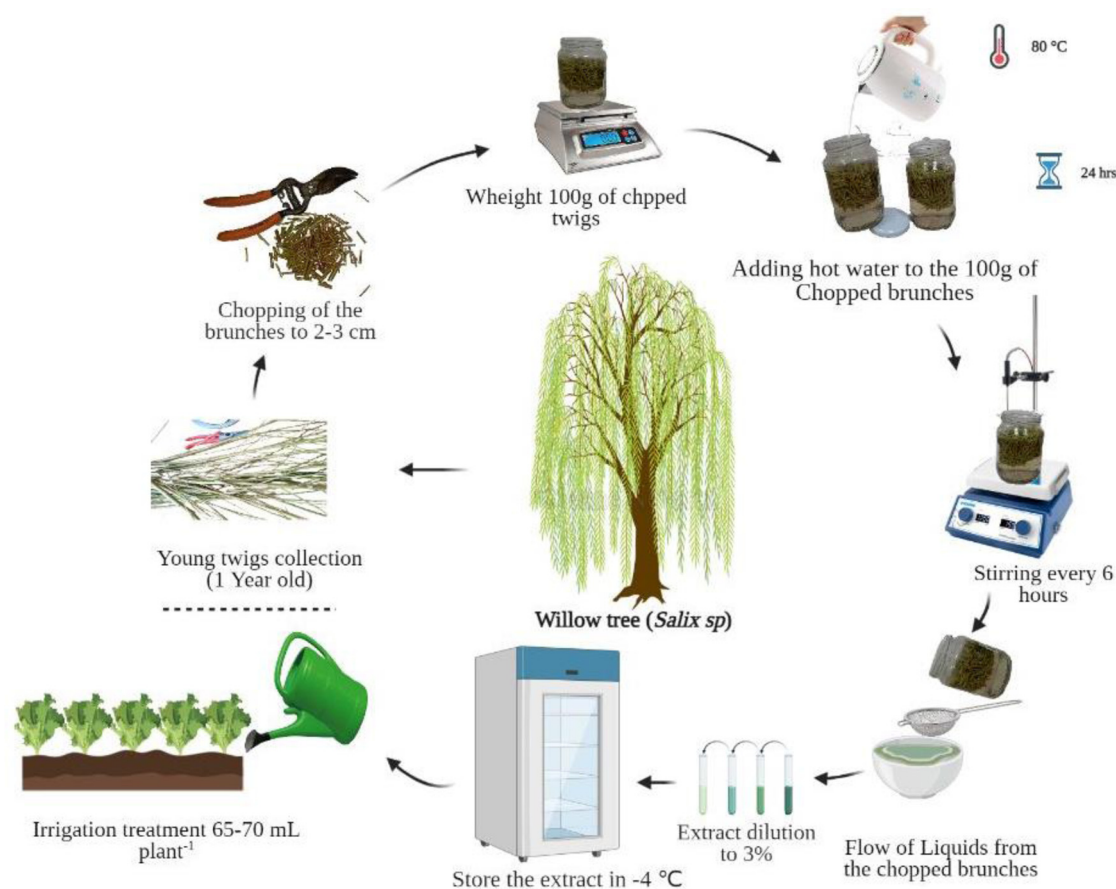 80 °C
Wheight 100g of chpped
twigs
24 hrs
Adding hot water to the 100g of
Chopped brunches
Chopping of the
brunches to 2-3 cm
Young twigs collection
(1 Year old)
Willow tree (Salix sp)
Stirring every 6
hours
Flow of Liquids from
the chopped brunches
Extract dilution
to 3%
Store the extract in -4 °C
Irrigation treatment 65-70 mL
plant⁻¹